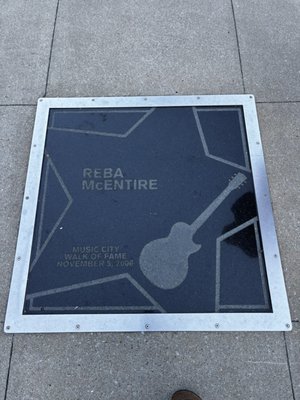 REBA
McENTIRE
MUSIC CITY
WALK OF FAME
NOVEMBER 5, 2006